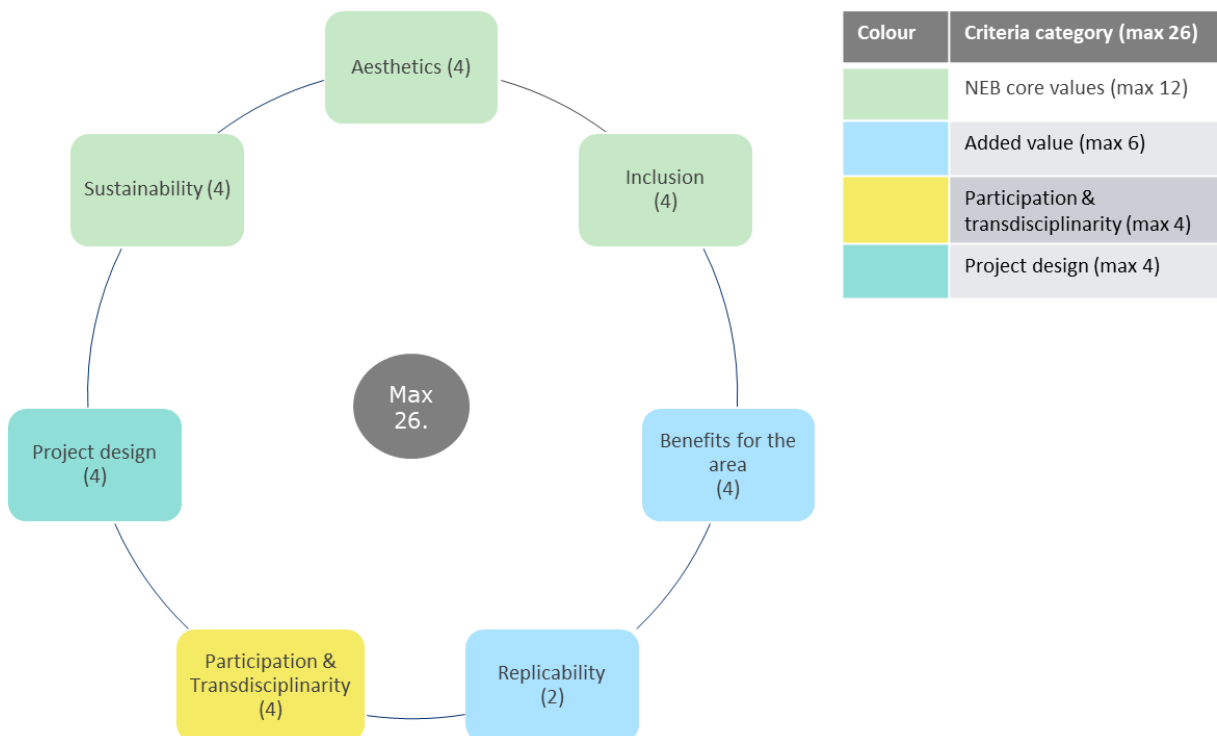 Aesthetics (4)
Sustainability (4)
Inclusion
(4)
Project design
(4)
Max
26.
Benefits for the
area
(4)
Participation &
Transdisciplinarity
(4)
Replicability
(2)
Colour
Criteria category (max 26)
NEB core values (max 12)
Added value (max 6)
Participation &
transdisciplinarity (max 4)
Project design (max 4)